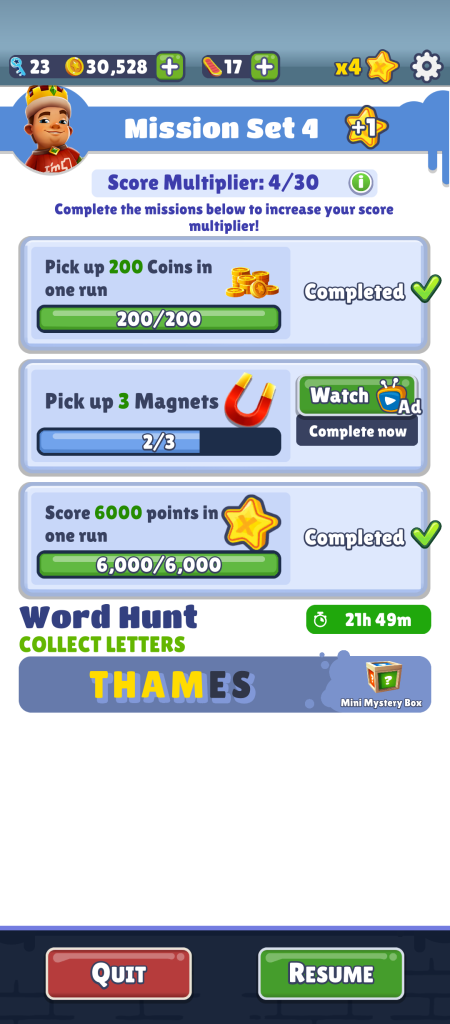 23 30,528 + 17 + x4
Mission Set 4 +1
Score Multiplier: 4/30 i
Complete the missions below to increase your score
multiplier!
Pick up 200 Coins in
one run
200/200
Completed
Pick up 3 Magnets
2/3
Watch Ad
Complete now
Score 6000 points in
one run
6,000/6,000
Completed
Word Hunt
21h 49m
COLLECT LETTERS
THAMES
?
Mini Mystery Box
QUIT RESUME